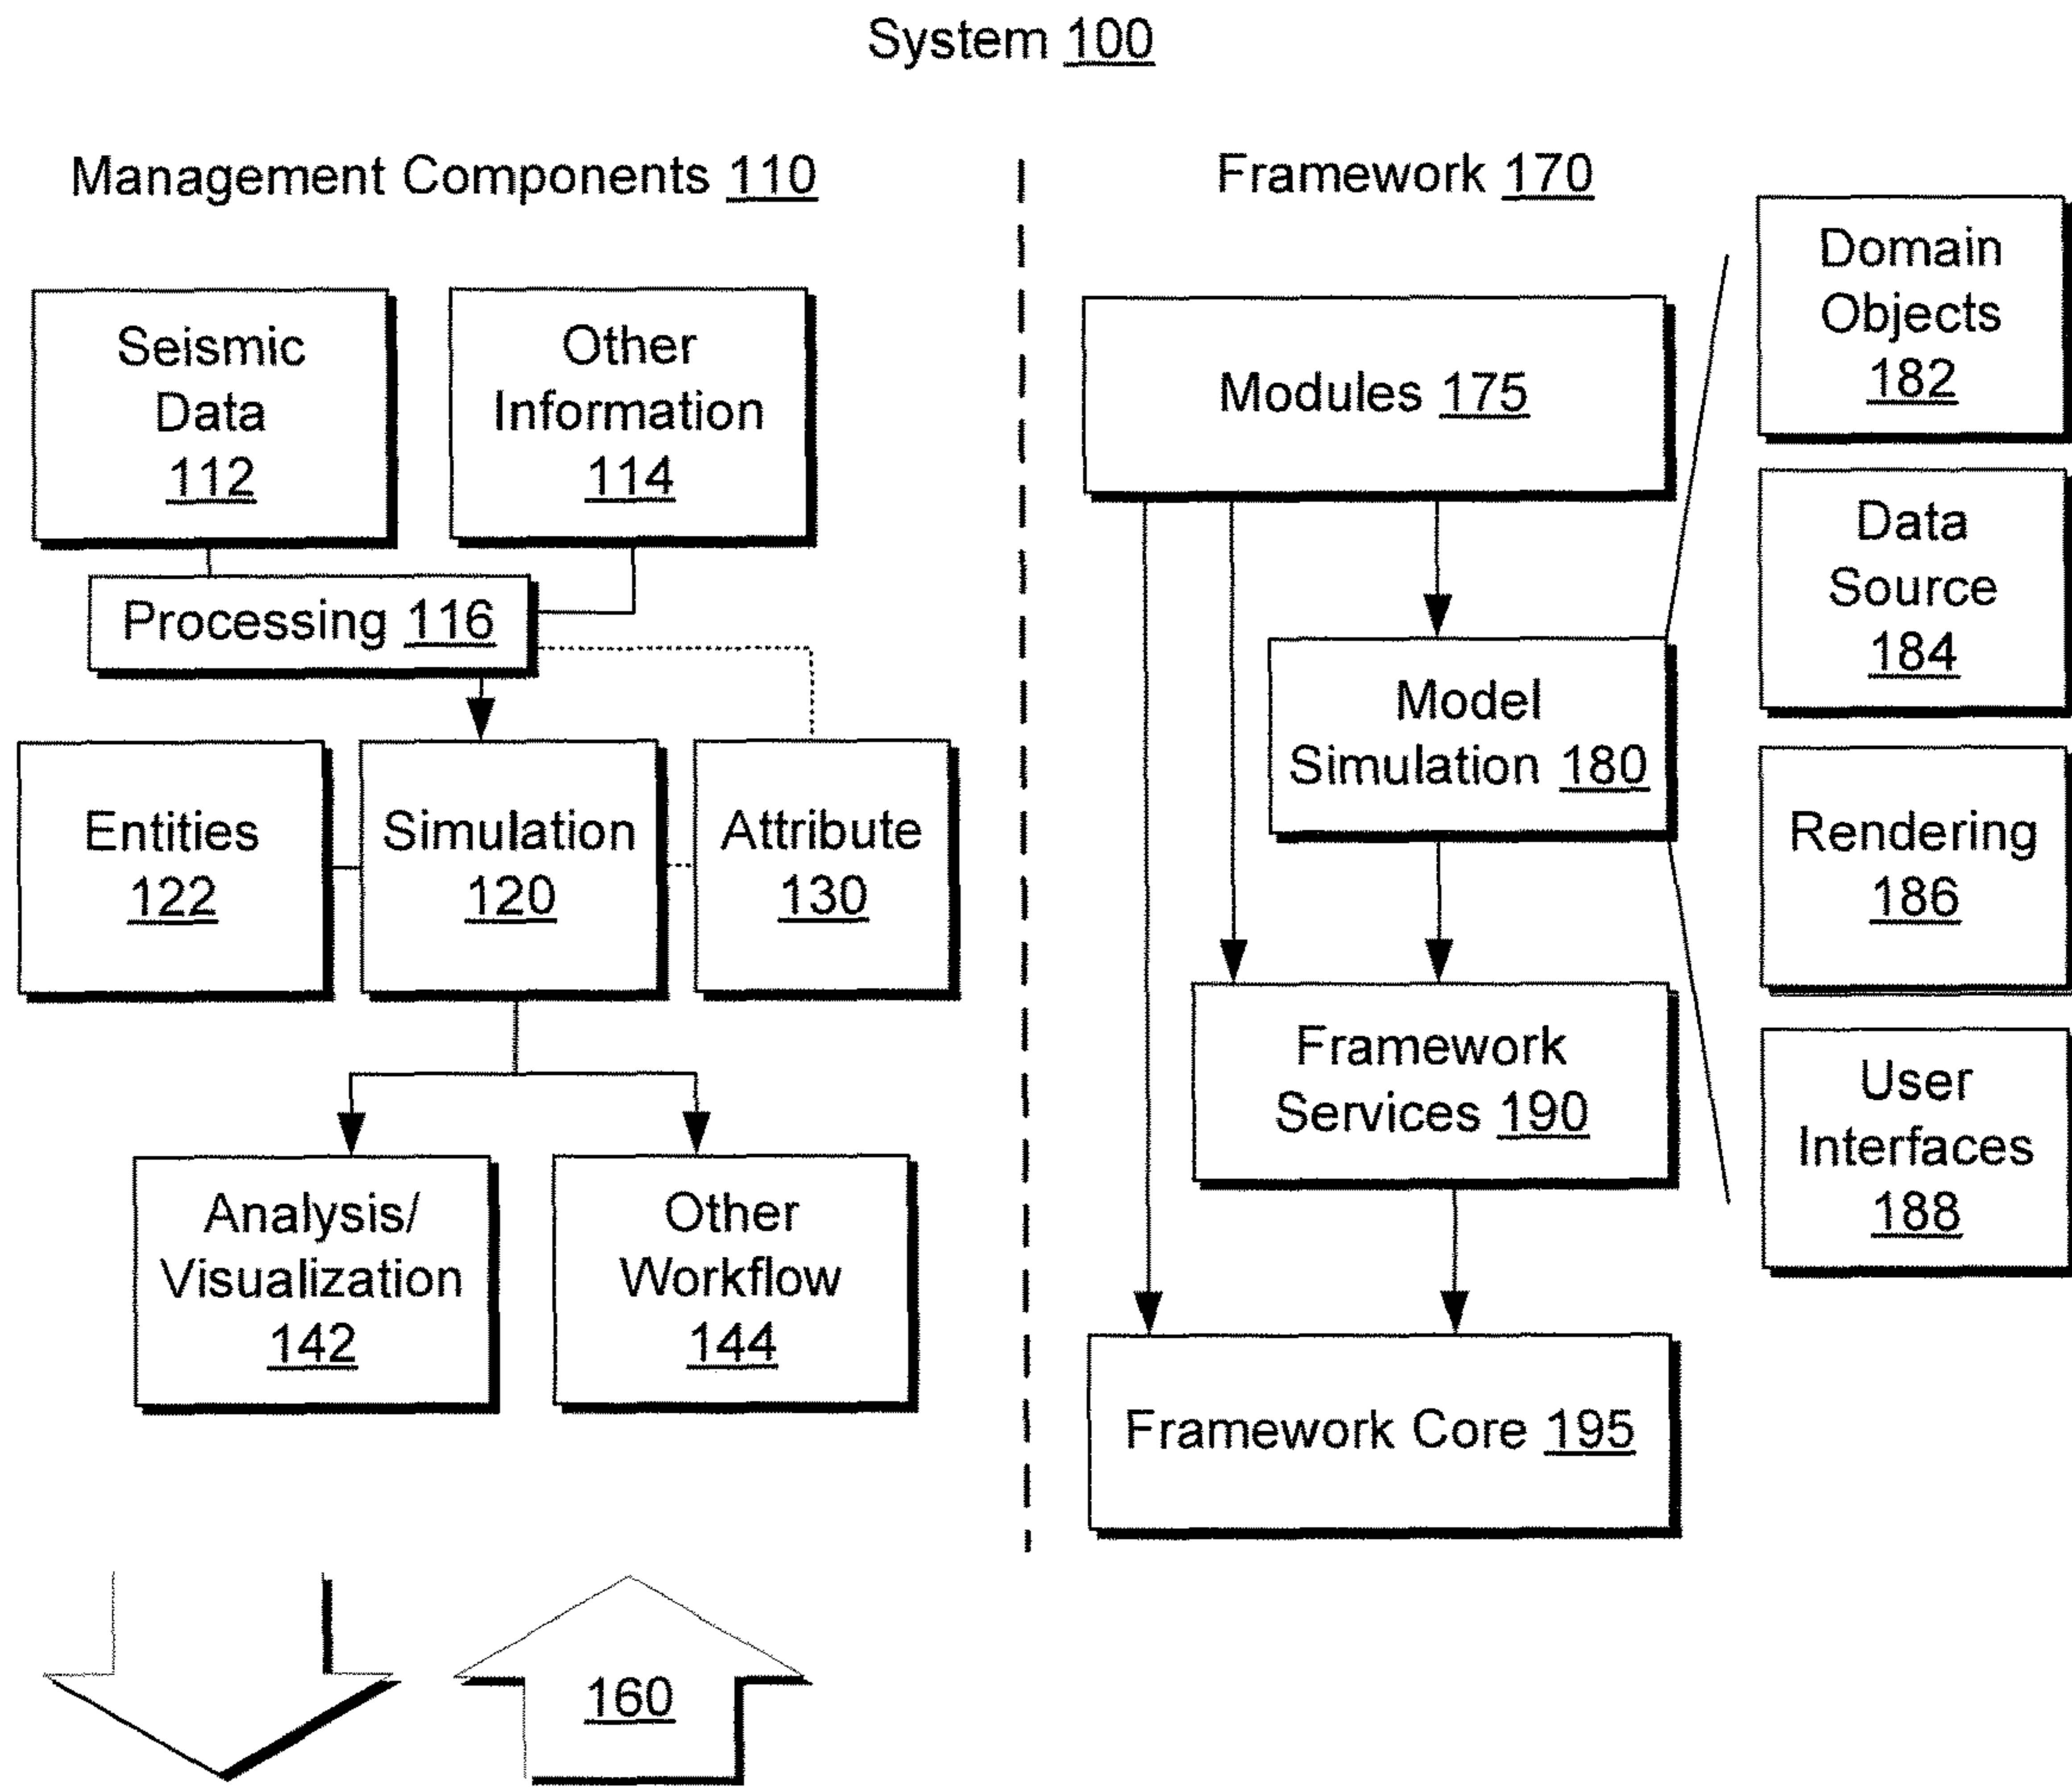 System 100
Management Components 110
Seismic
Data
112
Other
Information
114
Processing 116
Entities
122
Simulation
120
Attribute
130
Analysis/
Visualization
142
Other
Workflow
144
160
Framework 170
Modules 175
Model
Simulation 180
Framework
Services 190
Framework Core 195
Domain
Objects
182
Data
Source
184
Rendering
186
User
Interfaces
188